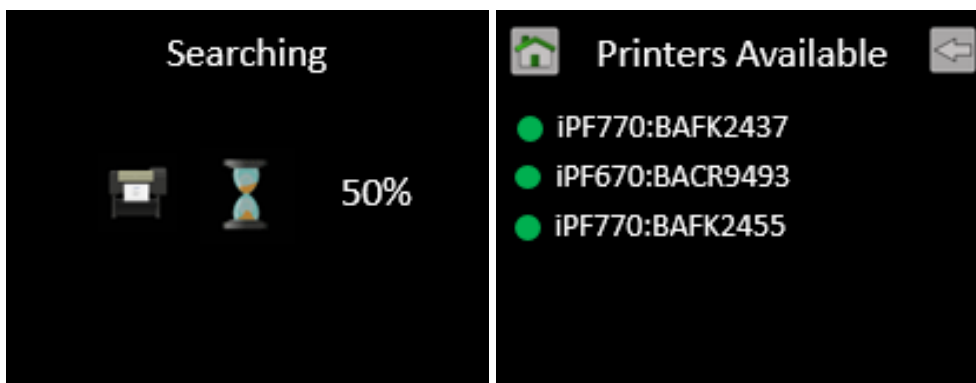 Searching
50%
Printers Available
iPF770:BAFK2437
iPF670:BACR9493
iPF770:BAFK2455